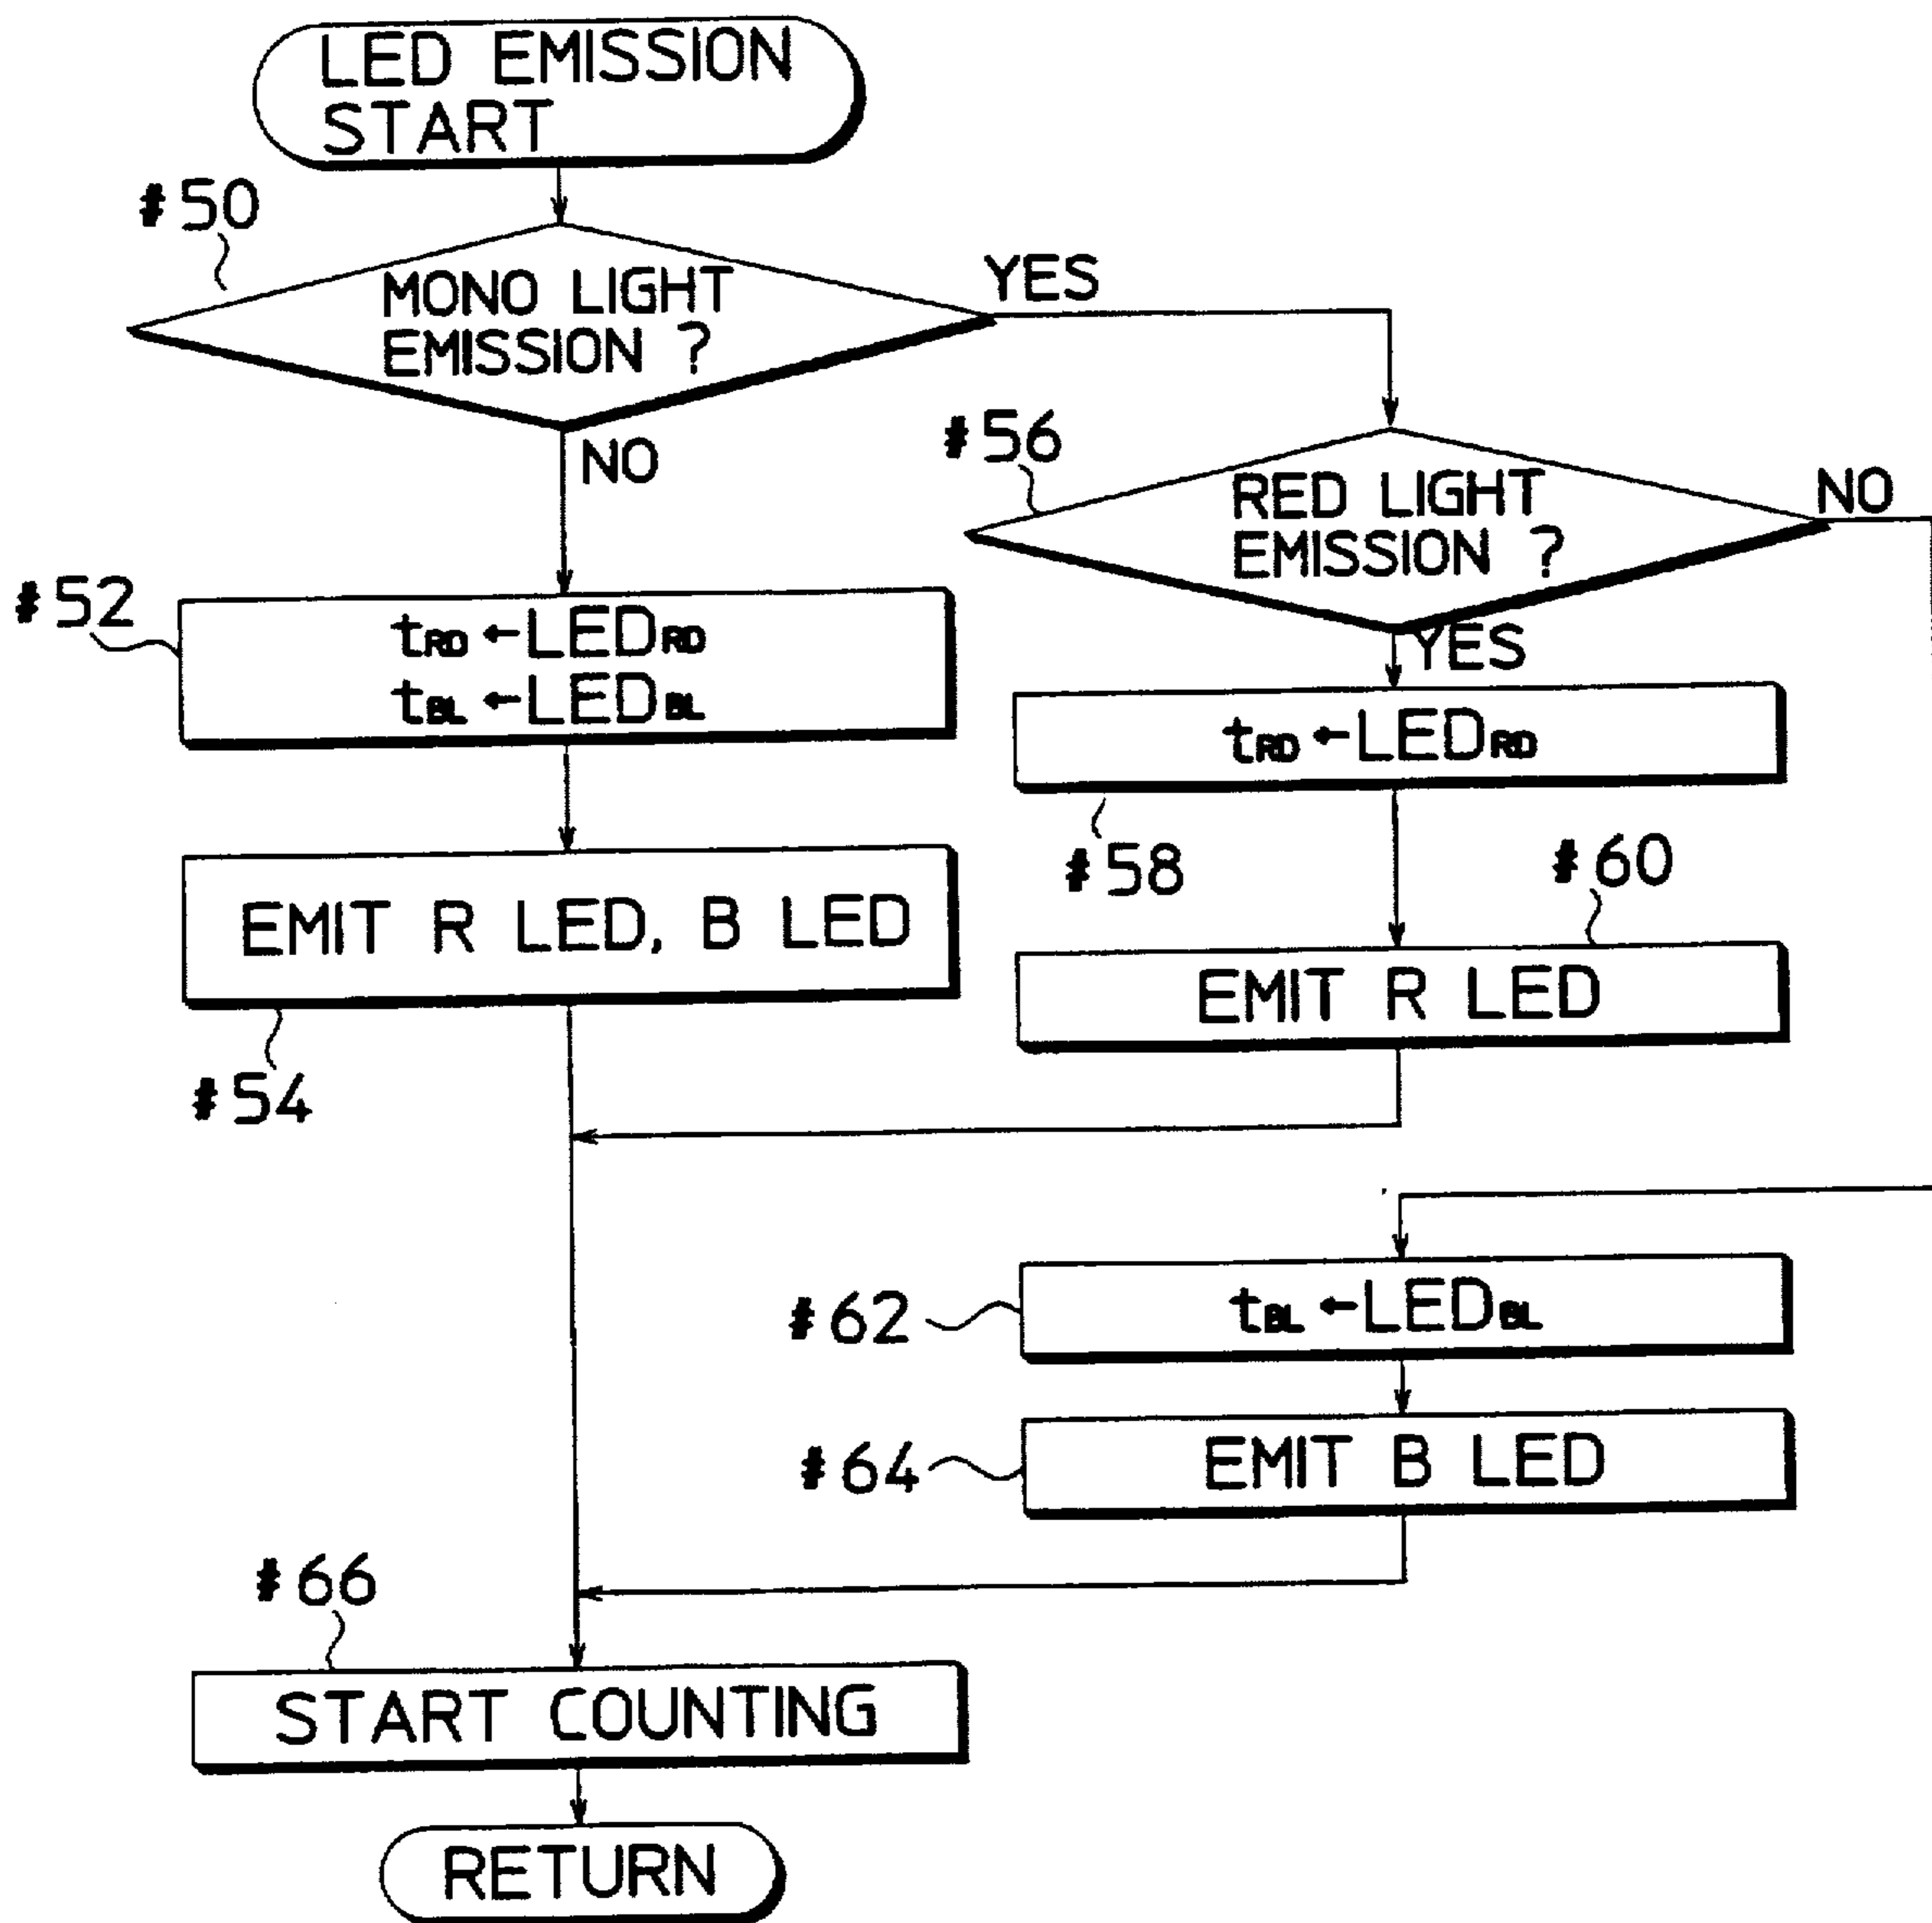 LED EMISSION
START
#50
MONO LIGHT
EMISSION ?
YES
NO
#56
RED LIGHT
EMISSION ?
NO
YES
#52
tRD←LEDRD
tBL←LEDBL
tRD←LEDRD
#58
#60
EMIT R LED, B LED
EMIT R LED
#54
#62
tBL←LEDBL
#64
EMIT B LED
#66
START COUNTING
RETURN